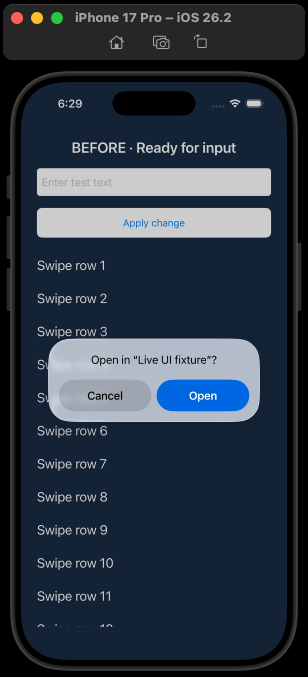 iPhone 17 Pro – iOS 26.2
6:29
BEFORE · Ready for input
Enter test text
Apply change
Swipe row 1
Swipe row 2
Swipe row 3
Open in “Live UI fixture”?
Cancel
Open
Swipe row 6
Swipe row 7
Swipe row 8
Swipe row 9
Swipe row 10
Swipe row 11